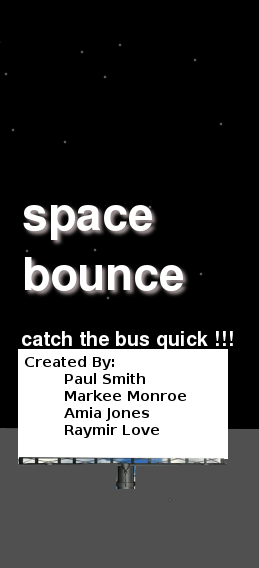 space
bounce
catch the bus quick !!!
Created By:
Paul Smith
Markee Monroe
Amia Jones
Raymir Love